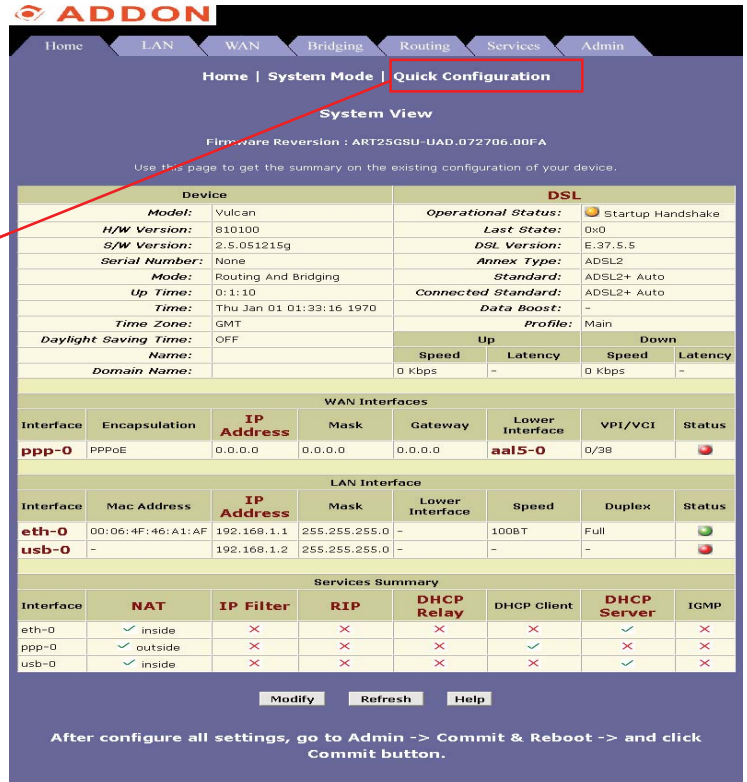 ADDON
Home LAN WAN Bridging Routing Services Admin
Home | System Mode | Quick Configuration
System View
Firmware Reversion : ART25GSU-UAD.072706.00FA
Use this page to get the summary on the existing configuration of your device.
Device DSL
Model: Vulcan Operational Status: Startup Handshake
H/W Version: 810100 Last State: 0x0
S/W Version: 2.5.051215g DSL Version: E.37.5.5
Serial Number: None Annex Type: ADSL2
Mode: Routing And Bridging Standard: ADSL2+ Auto
Up Time: 0:1:10 Connected Standard: ADSL2+ Auto
Time: Thu Jan 01 01:33:16 1970 Data Boost: -
Time Zone: GMT Profile: Main
Daylight Saving Time: OFF Up Down
Name: Speed Latency Speed Latency
Domain Name: 0 Kbps - 0 Kbps -
WAN Interfaces
Interface Encapsulation IP Address Mask Gateway Lower Interface VPI/VCI Status
ppp-0 PPPoE 0.0.0.0 0.0.0.0 0.0.0.0 aal5-0 0/38
LAN Interface
Interface Mac Address IP Address Mask Lower Interface Speed Duplex Status
eth-0 00:06:4F:46:A1:AF 192.168.1.1 255.255.255.0 - 100BT Full
usb-0 - 192.168.1.2 255.255.255.0 - - -
Services Summary
Interface NAT IP Filter RIP DHCP Relay DHCP Client DHCP Server IGMP
eth-0 ✓ inside ✕ ✕ ✕ ✕ ✓ ✕
ppp-0 ✓ outside ✕ ✕ ✕ ✓ ✕ ✕
usb-0 ✓ inside ✕ ✕ ✕ ✕ ✓ ✕
Modify Refresh Help
After configure all settings, go to Admin -> Commit & Reboot -> and click
Commit button.